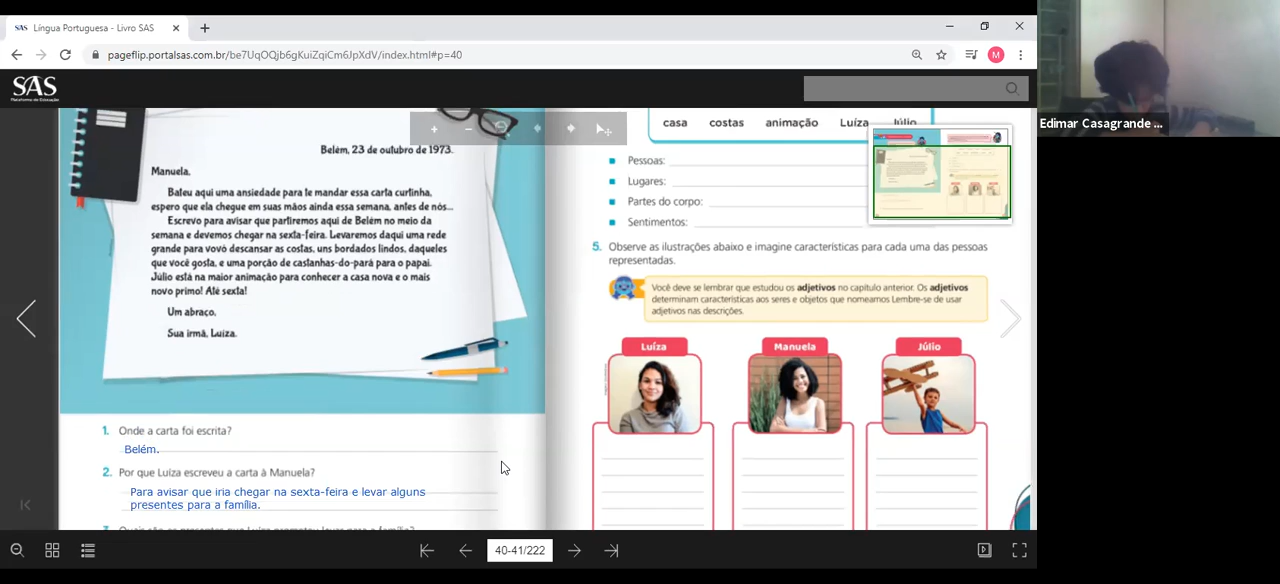 SAS Língua Portuguesa - Livro SAS
pageflip.portalsas.com.br/be7UqOQjb6gKuiZqiCm6JpXdV/index.html#p=40
M
SAS
Plataforma de Educação
Edimar Casagrande ...
Belém, 23 de outubro de 1973.
Manuela,
Bateu aqui uma ansiedade para te mandar essa carta curtinha,
espero que ela chegue em suas mãos ainda essa semana, antes de nós...
Escrevo para avisar que partiremos aqui de Belém no meio da
semana e devemos chegar na sexta-feira. Levaremos daqui uma rede
grande para vovó descansar as costas, uns bordados lindos, daqueles
que você gosta, e uma porção de castanhas-do-pará para o papai.
Júlio está na maior animação para conhecer a casa nova e o mais
novo primo! Até sexta!
Um abraço,
Sua irmã, Luíza.
1. Onde a carta foi escrita?
Belém.
2. Por que Luíza escreveu a carta à Manuela?
Para avisar que iria chegar na sexta-feira e levar alguns
presentes para a família.
casa costas animação Luíza Júlio
Pessoas:
Lugares:
Partes do corpo:
Sentimentos:
5. Observe as ilustrações abaixo e imagine características para cada uma das pessoas
representadas.
Você deve se lembrar que estudou os adjetivos no capítulo anterior. Os adjetivos
determinam características aos seres e objetos que nomeamos Lembre-se de usar
adjetivos nas descrições.
Luíza Manuela Júlio
40-41/222